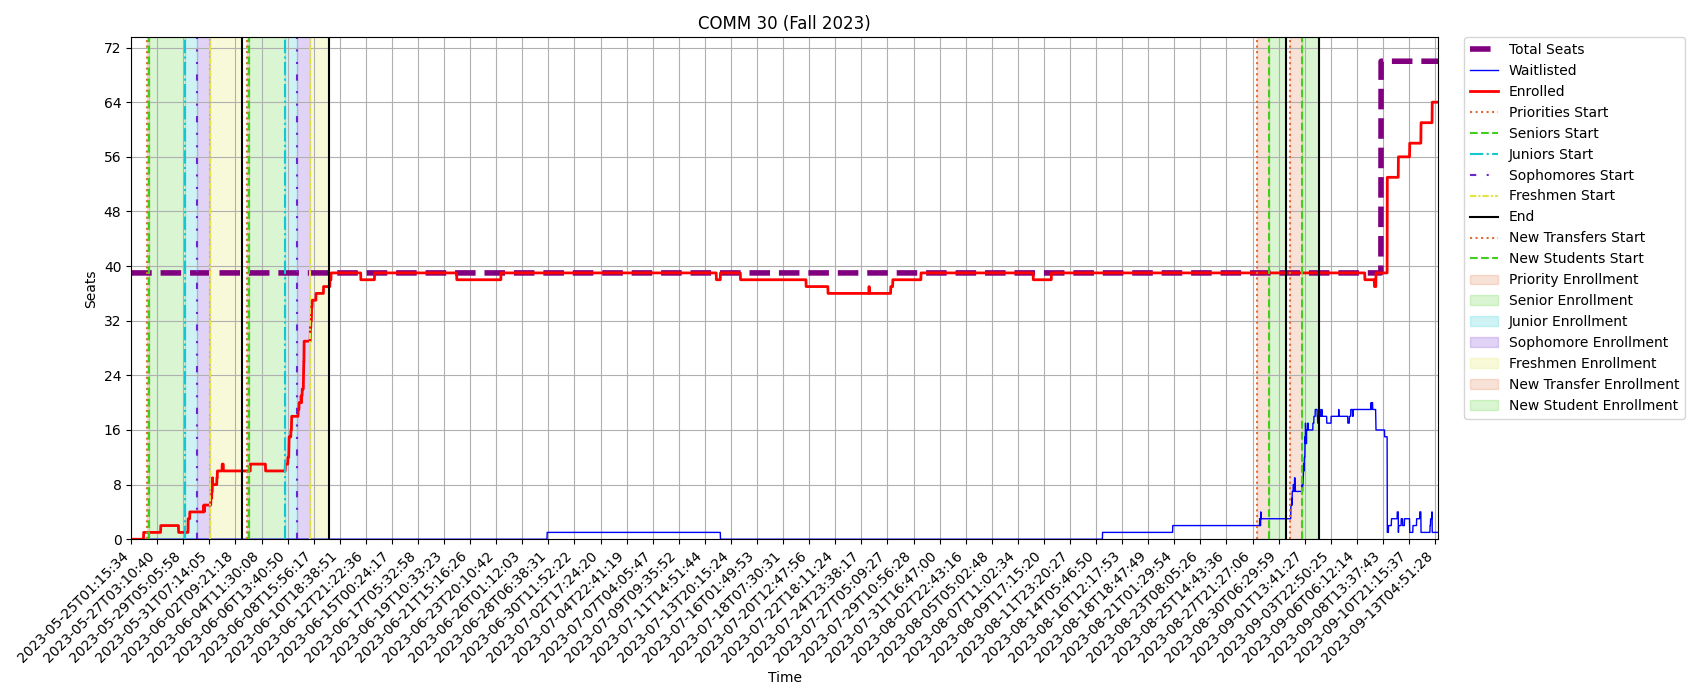 COMM 30 (Fall 2023)
Seats
72
64
56
48
40
32
24
16
8
0
2023-05-25T01:15:34
2023-05-27T03:10:40
2023-05-29T05:05:58
2023-05-31T07:14:05
2023-06-02T09:21:18
2023-06-04T11:30:09
2023-06-06T13:40:50
2023-06-08T15:56:17
2023-06-10T18:38:51
2023-06-12T21:22:36
2023-06-15T00:24:17
2023-06-17T05:32:58
2023-06-19T10:33:23
2023-06-21T15:16:26
2023-06-23T20:10:42
2023-06-26T01:12:03
2023-06-28T06:38:31
2023-06-30T11:52:22
2023-07-02T17:24:20
2023-07-04T22:41:19
2023-07-07T04:05:47
2023-07-09T09:35:52
2023-07-11T14:51:44
2023-07-13T20:15:24
2023-07-16T01:49:53
2023-07-18T07:30:31
2023-07-20T12:47:56
2023-07-22T18:11:24
2023-07-24T23:38:17
2023-07-27T05:09:27
2023-07-29T10:56:28
2023-07-31T16:47:00
2023-08-02T22:43:16
2023-08-05T05:02:48
2023-08-07T11:02:34
2023-08-09T17:15:20
2023-08-11T23:20:27
2023-08-14T05:46:50
2023-08-16T12:17:53
2023-08-18T18:47:49
2023-08-21T01:29:54
2023-08-23T08:05:26
2023-08-25T14:43:36
2023-08-27T21:27:06
2023-08-30T06:29:59
2023-09-01T13:41:27
2023-09-03T22:50:25
2023-09-06T06:12:14
2023-09-08T13:37:43
2023-09-10T21:15:37
2023-09-13T04:51:28
Time
Total Seats
Waitlisted
Enrolled
Priorities Start
Seniors Start
Juniors Start
Sophomores Start
Freshmen Start
End
New Transfers Start
New Students Start
Priority Enrollment
Senior Enrollment
Junior Enrollment
Sophomore Enrollment
Freshmen Enrollment
New Transfer Enrollment
New Student Enrollment